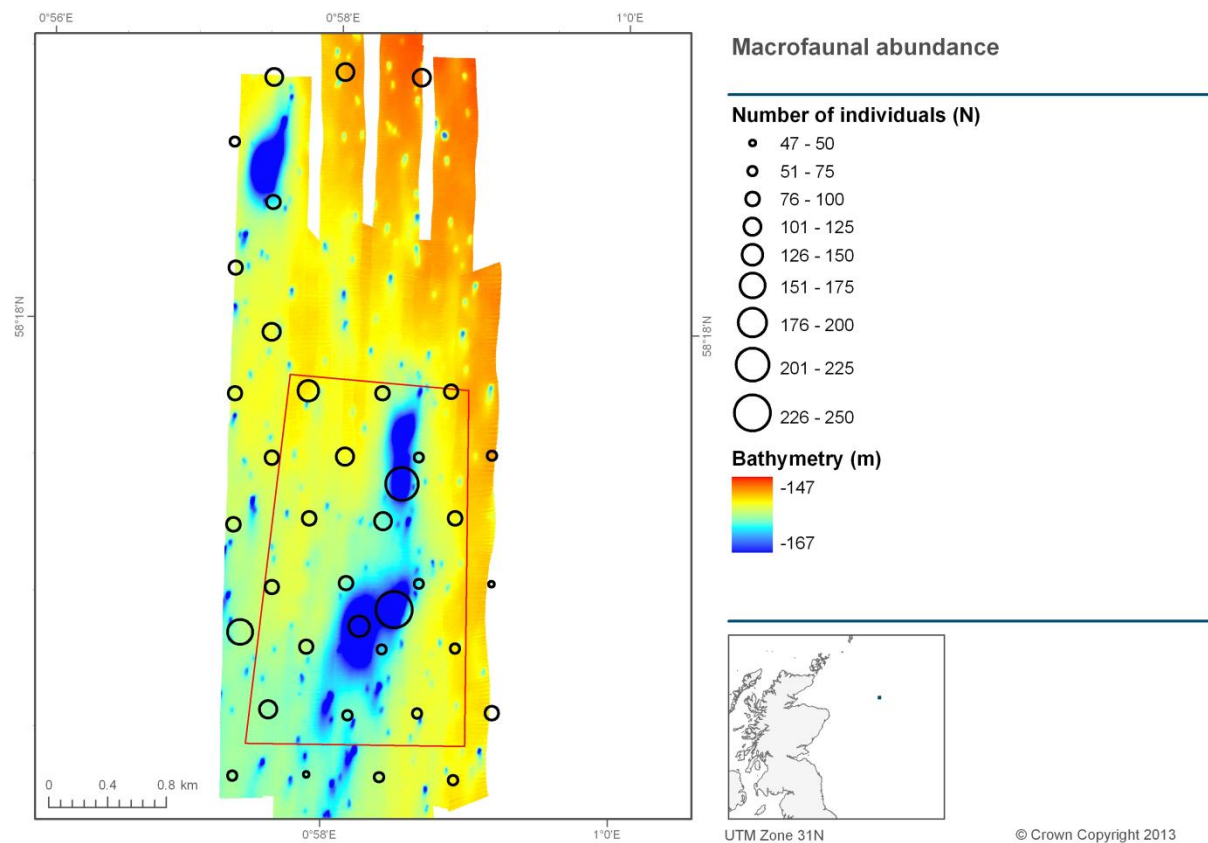 0°56'E 0°58'E 1°0'E
58°18'N
58°18'N
0 0.4 0.8 km
0°58'E 1°0'E
Macrofaunal abundance
Number of individuals (N)
47 - 50
51 - 75
76 - 100
101 - 125
126 - 150
151 - 175
176 - 200
201 - 225
226 - 250
Bathymetry (m)
-147
-167
UTM Zone 31N © Crown Copyright 2013